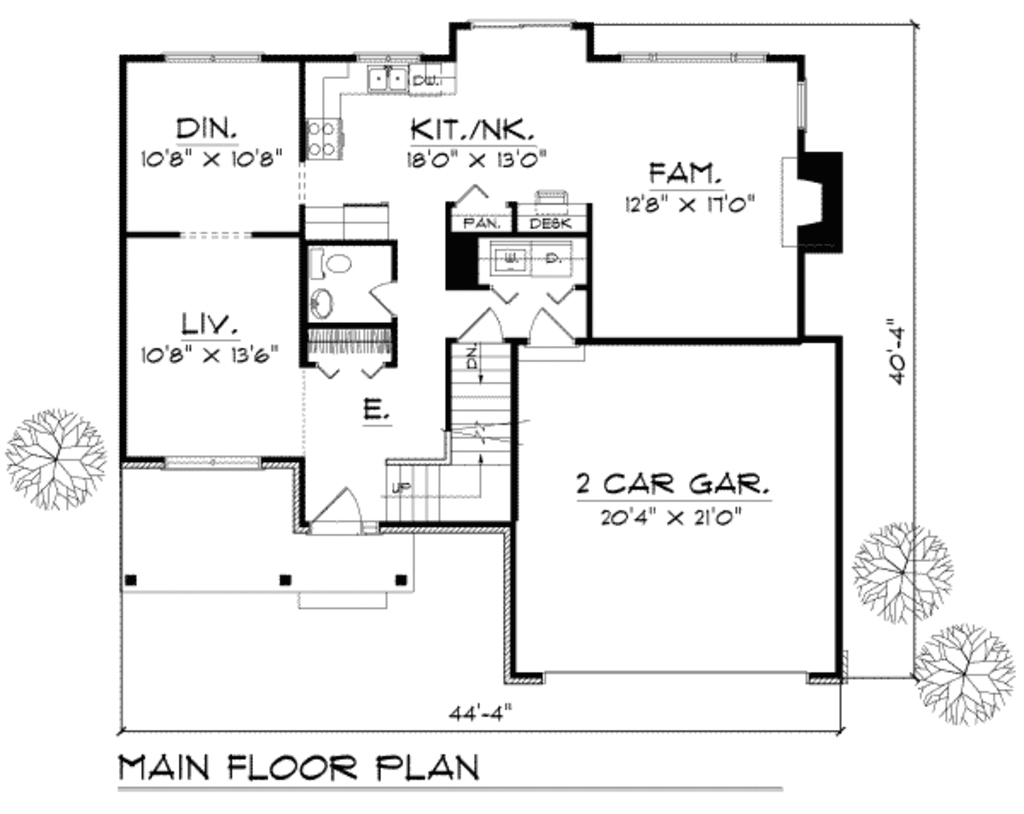 DW.
DIN.
10'8" X 10'8"
KIT./NK.
18'0" X 13'0"
FAM.
12'8" X 17'0"
PAN.
DESK
W.
D.
LIV.
10'8" X 13'6"
DN.
40'-4"
E.
UP
2 CAR GAR.
20'4" X 21'0"
44'-4"
MAIN FLOOR PLAN